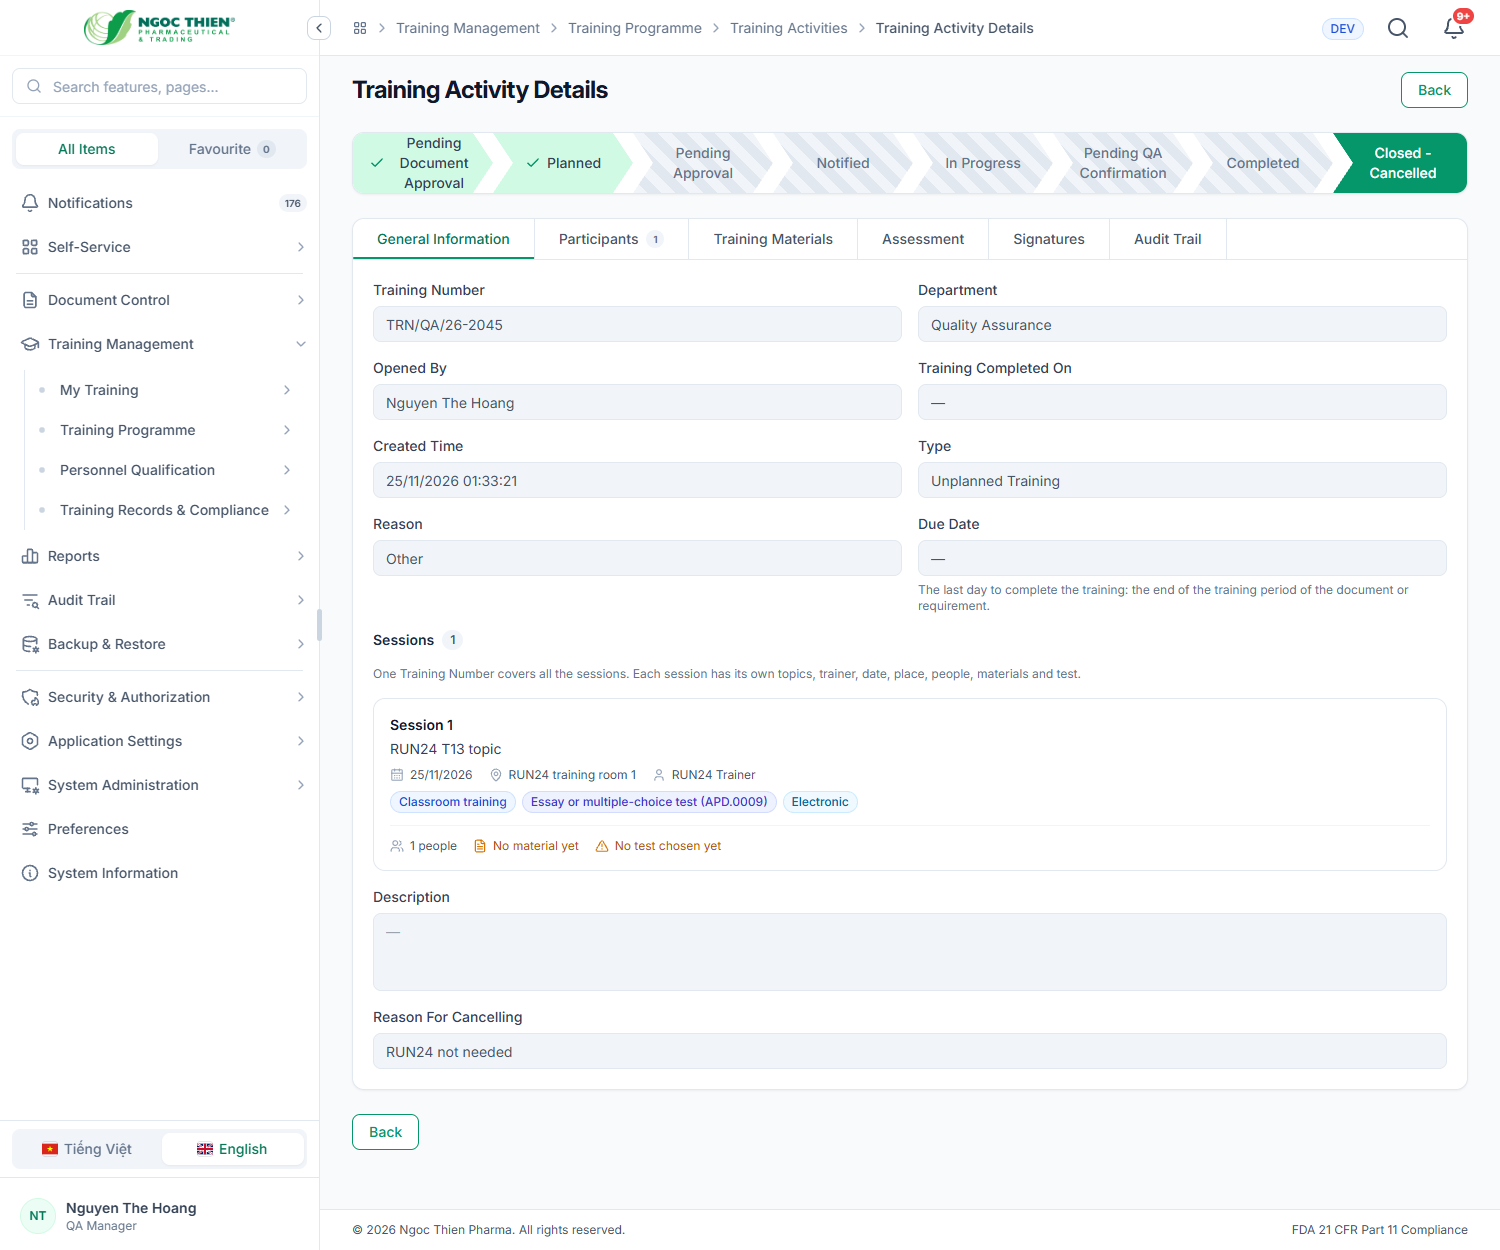 NGOC THIEN®
PHARMACEUTICAL
& TRADING
Search features, pages...
All Items
Favourite 0
Notifications 176
Self-Service
Document Control
Training Management
My Training
Training Programme
Personnel Qualification
Training Records & Compliance
Reports
Audit Trail
Backup & Restore
Security & Authorization
Application Settings
System Administration
Preferences
System Information
Tiếng Việt
English
NT
Nguyen The Hoang
QA Manager
Training Management
Training Programme
Training Activities
Training Activity Details
DEV
9+
Training Activity Details
Back
Pending
Document
Approval
Planned
Pending
Approval
Notified
In Progress
Pending QA
Confirmation
Completed
Closed -
Cancelled
General Information
Participants 1
Training Materials
Assessment
Signatures
Audit Trail
Training Number
TRN/QA/26-2045
Department
Quality Assurance
Opened By
Nguyen The Hoang
Training Completed On
—
Created Time
25/11/2026 01:33:21
Type
Unplanned Training
Reason
Other
Due Date
—
The last day to complete the training: the end of the training period of the document or
requirement.
Sessions 1
One Training Number covers all the sessions. Each session has its own topics, trainer, date, place, people, materials and test.
Session 1
RUN24 T13 topic
25/11/2026 RUN24 training room 1 RUN24 Trainer
Classroom training Essay or multiple-choice test (APD.0009) Electronic
1 people No material yet No test chosen yet
Description
—
Reason For Cancelling
RUN24 not needed
Back
© 2026 Ngoc Thien Pharma. All rights reserved.
FDA 21 CFR Part 11 Compliance